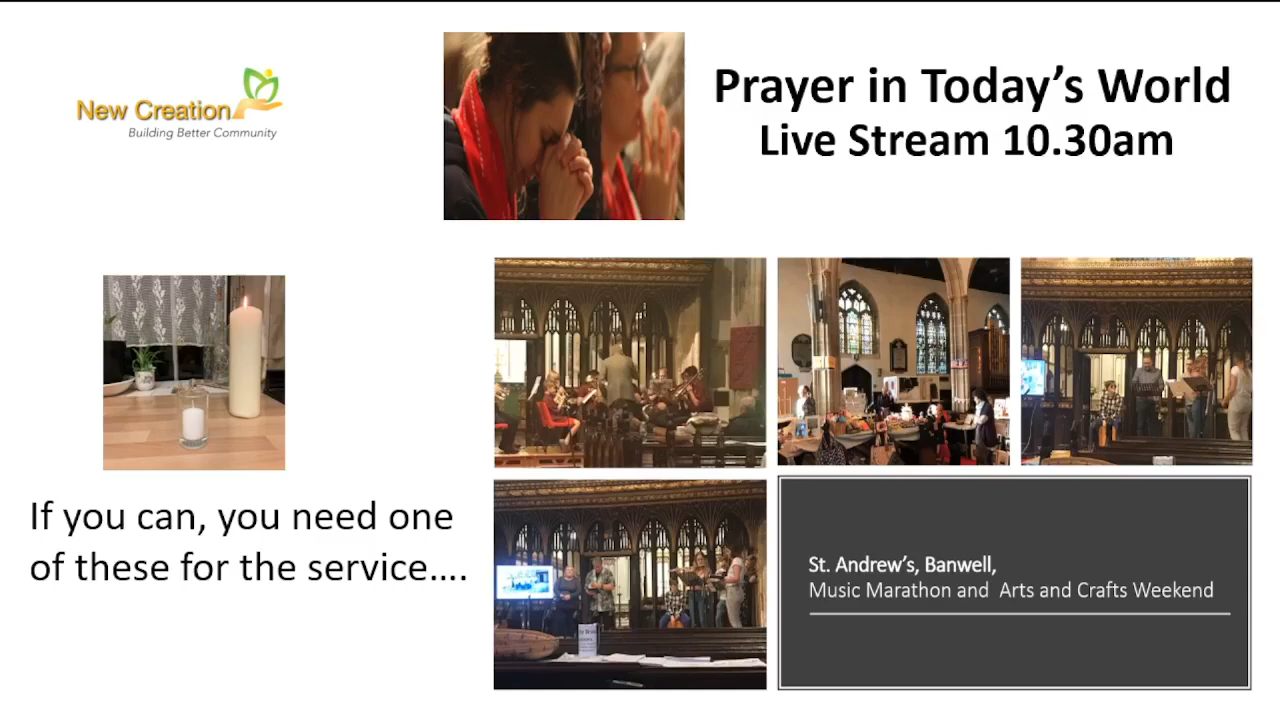 New Creation
Building Better Community
Prayer in Today's World
Live Stream 10.30am
If you can, you need one
of these for the service....
St. Andrew's, Banwell,
Music Marathon and  Arts and Crafts Weekend